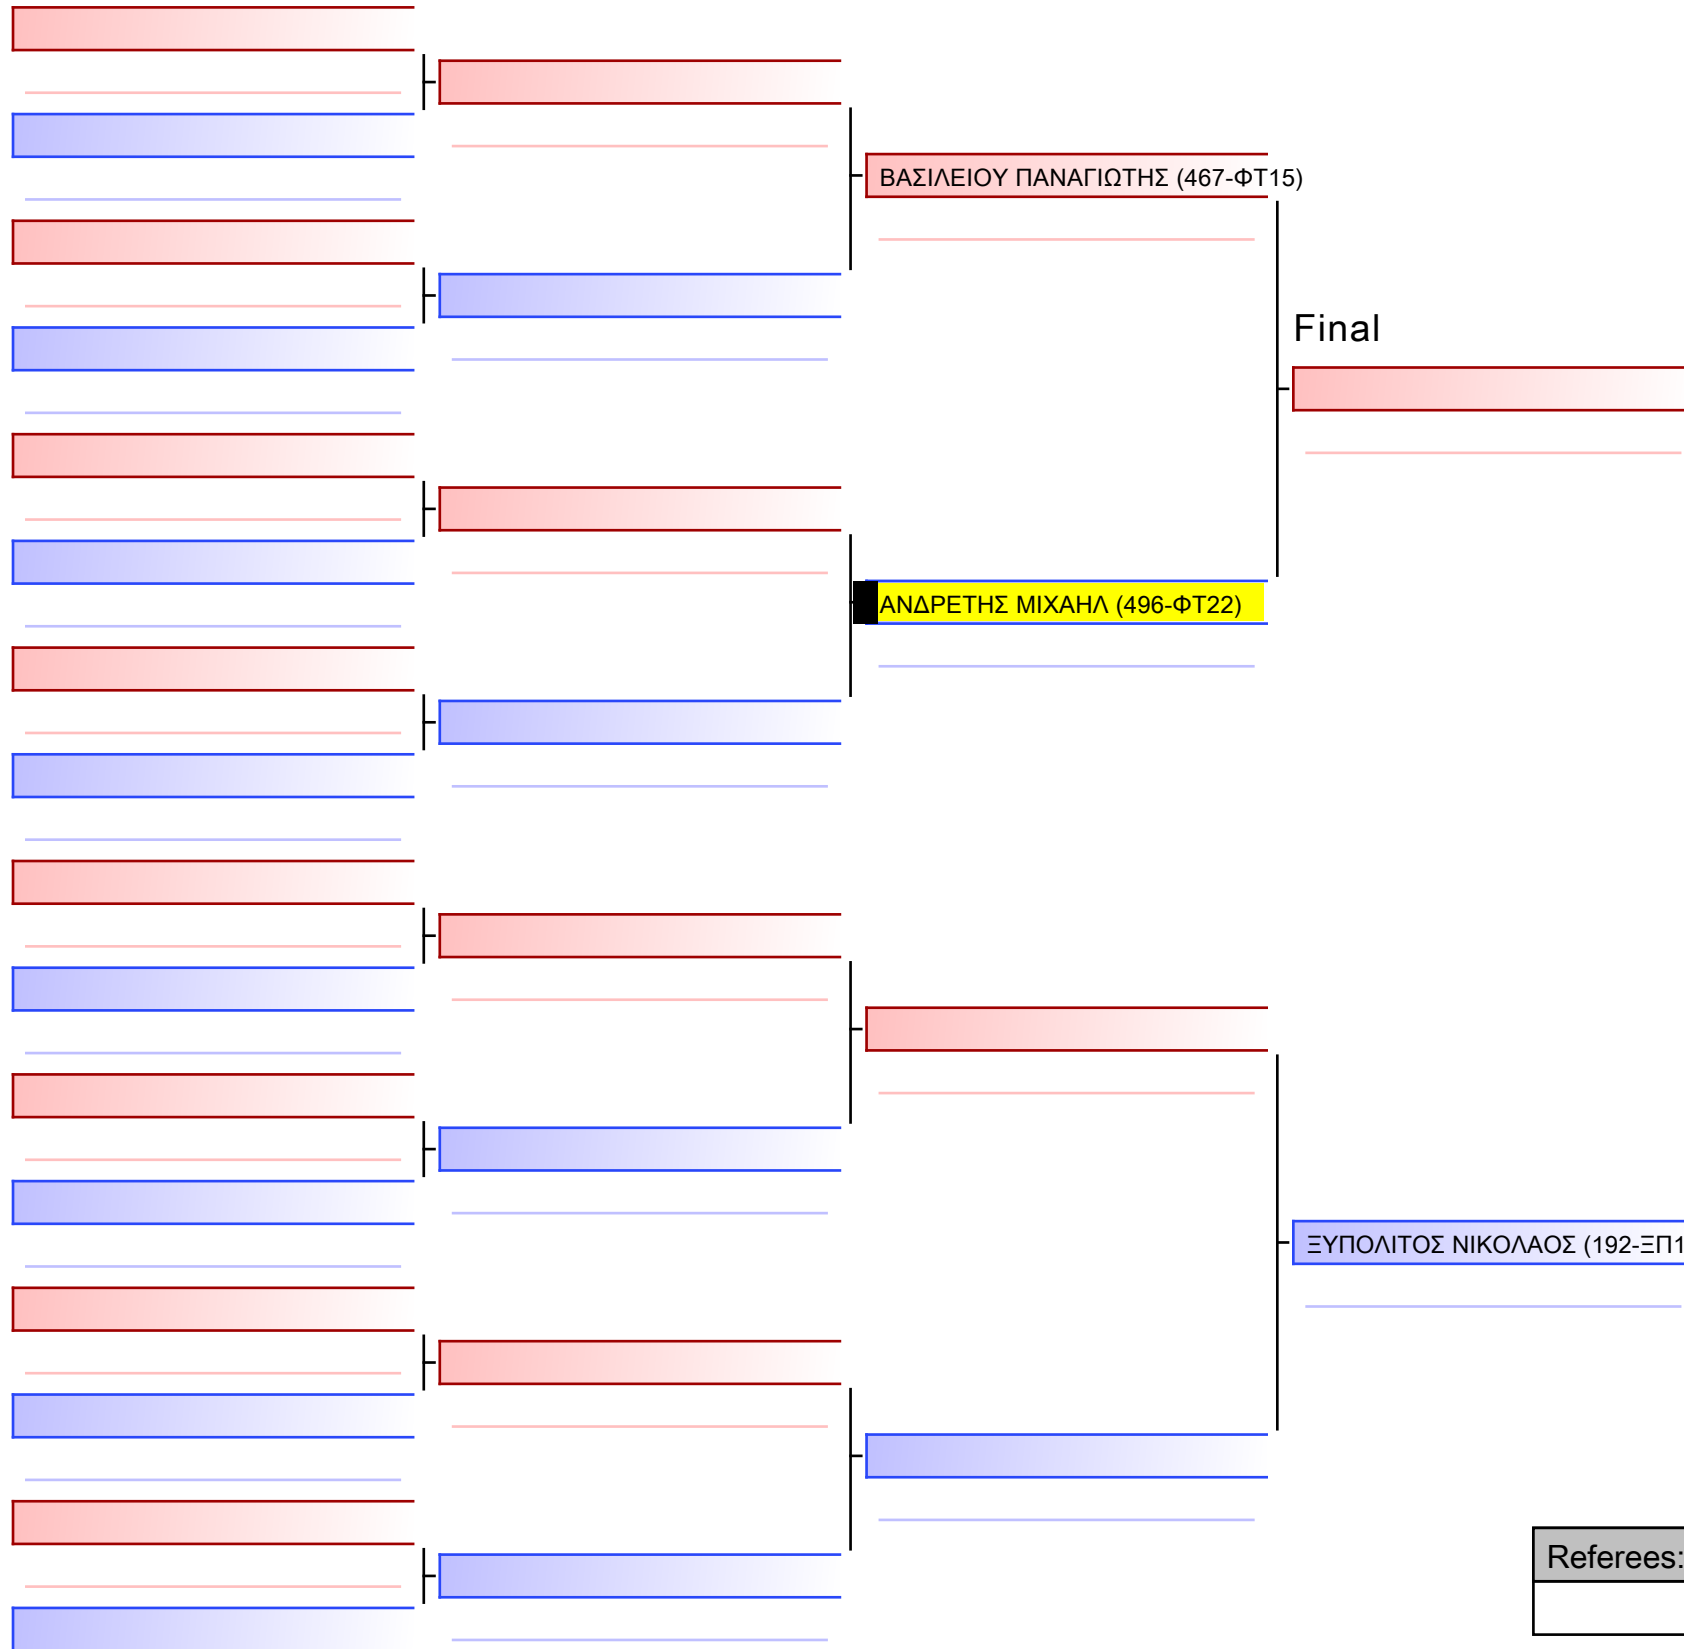 ΒΑΣΙΛΕΙΟΥ ΠΑΝΑΓΙΩΤΗΣ (467-ΦΤ15)
Final
ΑΝΔΡΕΤΗΣ ΜΙΧΑΗΛ (496-ΦΤ22)
ΞΥΠΟΛΙΤΟΣ ΝΙΚΟΛΑΟΣ (192-ΞΠ1
Referees: